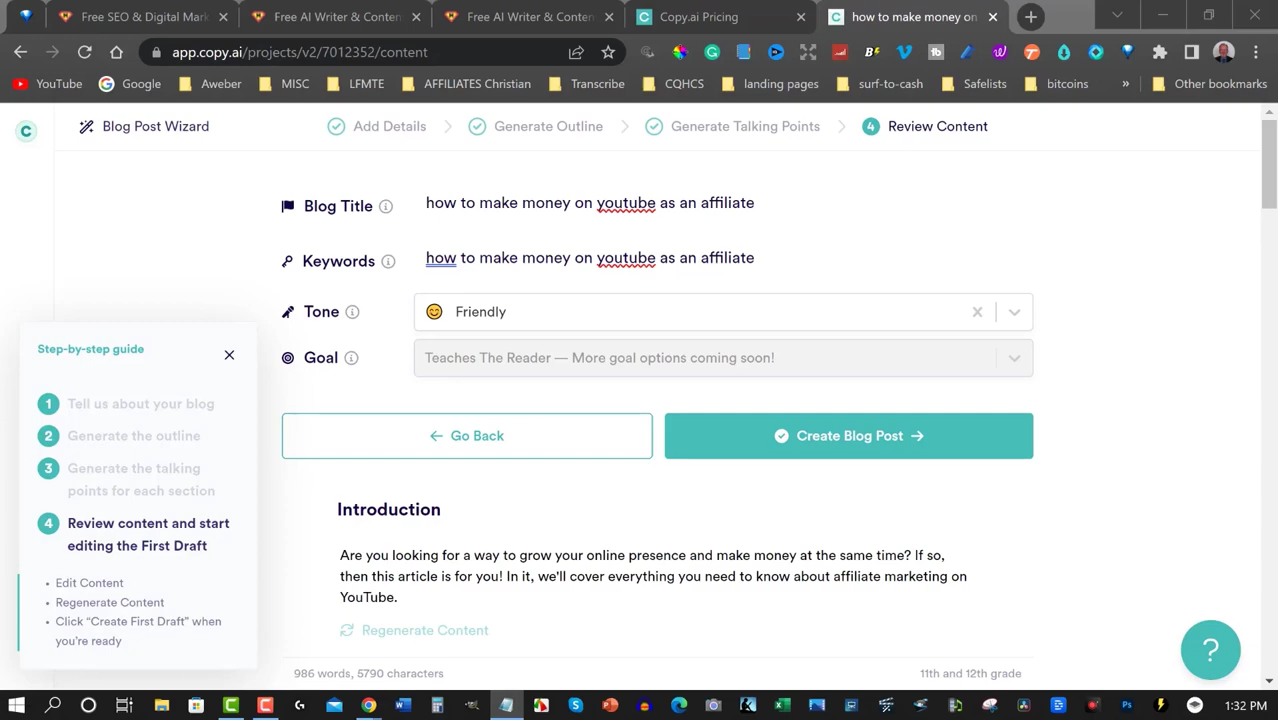 Free SEO & Digital Mark
Free AI Writer & Conten
Free AI Writer & Conten
Copy.ai Pricing
how to make money on
app.copy.ai/projects/v2/7012352/content
YouTube
Google
Aweber
MISC
LFMTE
AFFILIATES Christian
Transcribe
CQHCS
landing pages
surf-to-cash
Safelists
bitcoins
»
Other bookmarks
C
Blog Post Wizard
Add Details
Generate Outline
Generate Talking Points
4 Review Content
Blog Title
how to make money on youtube as an affiliate
Keywords
how to make money on youtube as an affiliate
Tone
Friendly
Goal
Teaches The Reader — More goal options coming soon!
← Go Back
Create Blog Post →
Step-by-step guide
1 Tell us about your blog
2 Generate the outline
3 Generate the talking
points for each section
4 Review content and start
editing the First Draft
• Edit Content
• Regenerate Content
• Click “Create First Draft” when
you’re ready
Introduction
Are you looking for a way to grow your online presence and make money at the same time? If so,
then this article is for you! In it, we'll cover everything you need to know about affiliate marketing on
YouTube.
Regenerate Content
986 words, 5790 characters
11th and 12th grade
?
1:32 PM